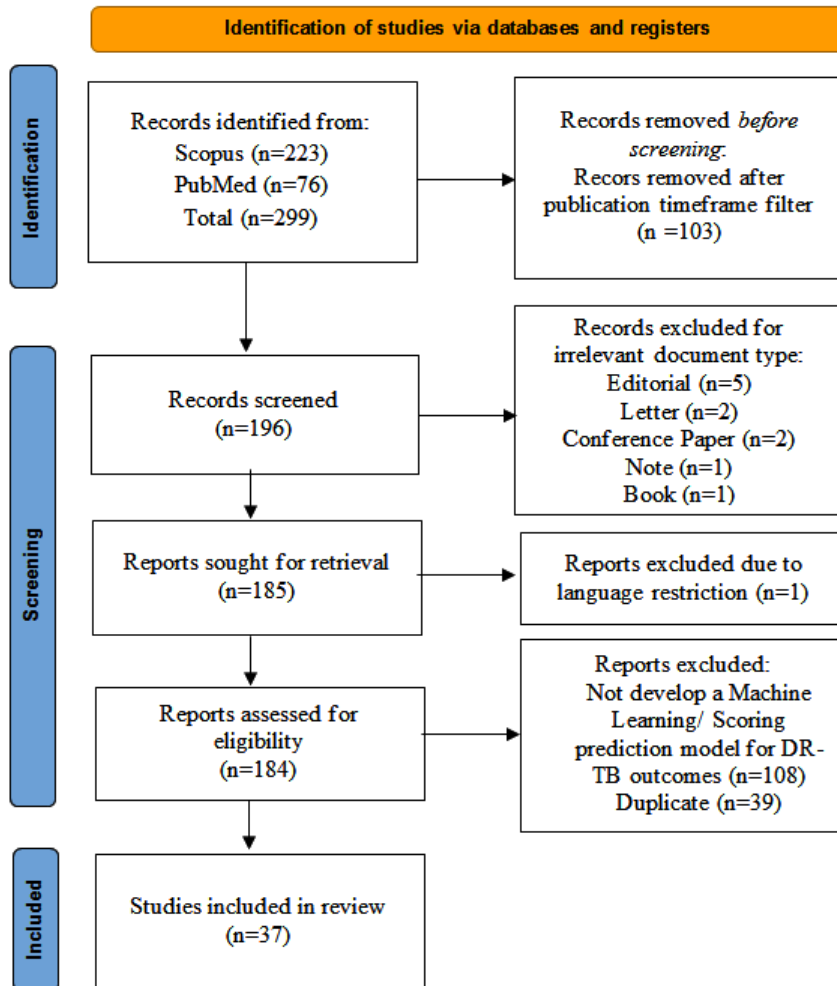 Identification of studies via databases and registers
Identification
Records identified from:
Scopus (n=223)
PubMed (n=76)
Total (n=299)
Records removed before
screening:
Recors removed after
publication timeframe filter
(n =103)
Screening
Records screened
(n=196)
Records excluded for
irrelevant document type:
Editorial (n=5)
Letter (n=2)
Conference Paper (n=2)
Note (n=1)
Book (n=1)
Reports sought for retrieval
(n=185)
Reports excluded due to
language restriction (n=1)
Reports assessed for
eligibility
(n=184)
Reports excluded:
Not develop a Machine
Learning/ Scoring
prediction model for DR-
TB outcomes (n=108)
Duplicate (n=39)
Included
Studies included in review
(n=37)